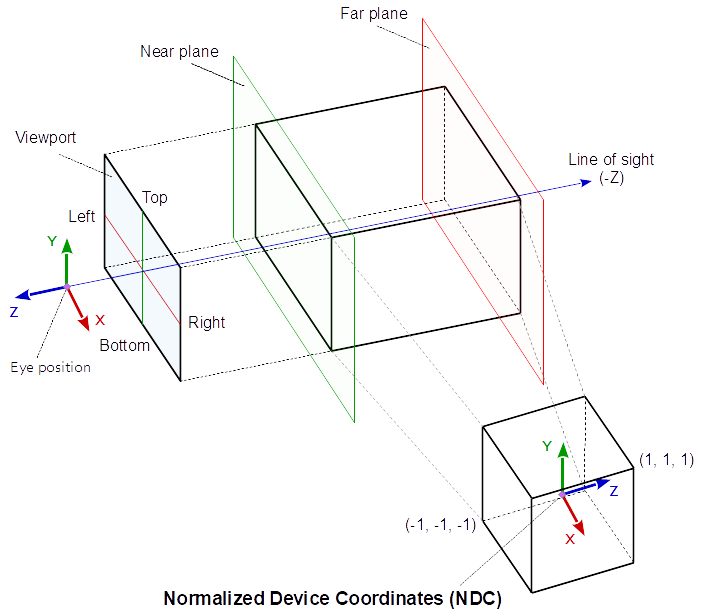 Far plane
Near plane
Viewport
Line of sight
(-Z)
Top
Left
Y
Z
X
Right
Bottom
Eye position
Y
(1, 1, 1)
Z
(-1, -1, -1)
X
Normalized Device Coordinates (NDC)